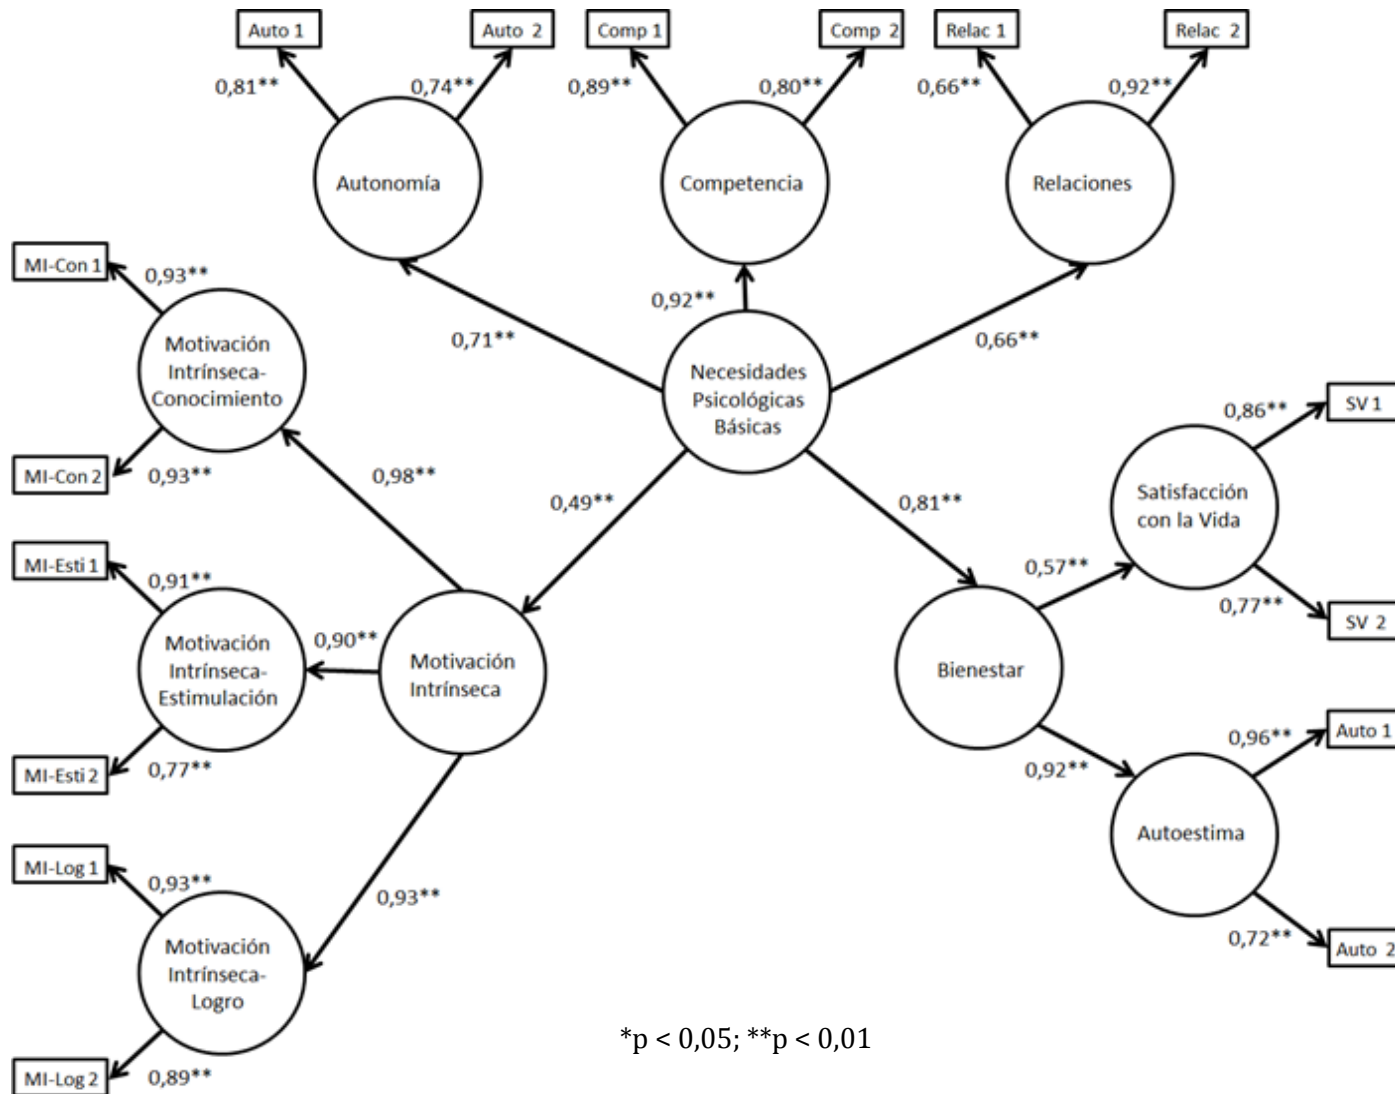 Auto 1
Auto 2
Comp 1
Comp 2
Relac 1
Relac 2
0,81**
0,74**
0,89**
0,80**
0,66**
0,92**
Autonomía
Competencia
Relaciones
MI-Con 1
0,93**
0,92**
0,71**
0,66**
Motivación
Intrínseca-
Conocimiento
Necesidades
Psicológicas
Básicas
SV 1
0,86**
MI-Con 2
0,93**
0,98**
0,49**
0,81**
Satisfacción
con la Vida
MI-Esti 1
0,91**
0,57**
0,77**
SV 2
Motivación
Intrínseca-
Estimulación
0,90**
Motivación
Intrínseca
Bienestar
MI-Esti 2
0,77**
0,92**
0,96**
Auto 1
Autoestima
MI-Log 1
0,93**
0,93**
0,72**
Auto 2
Motivación
Intrínseca-
Logro
MI-Log 2
0,89**
*p < 0,05; **p < 0,01